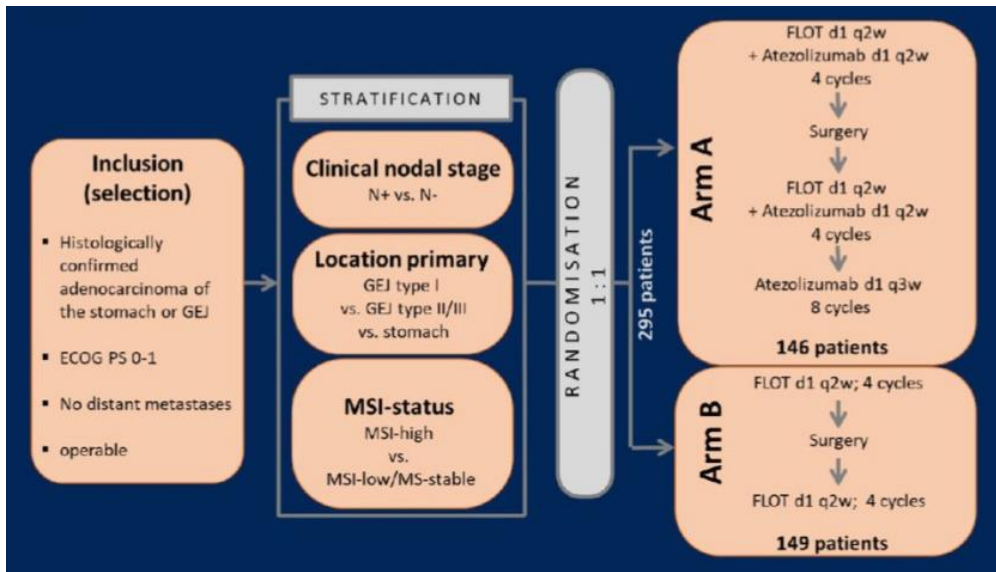 Inclusion
(selection)
▪ Histologically
confirmed
adenocarcinoma of
the stomach or GEJ
▪ ECOG PS 0-1
▪ No distant metastases
▪ operable
STRATIFICATION
Clinical nodal stage
N+ vs. N-
Location primary
GEJ type I
vs. GEJ type II/III
vs. stomach
MSI-status
MSI-high
vs.
MSI-low/MS-stable
RANDOMISATION
1:1
295 patients
Arm A
FLOT d1 q2w
+ Atezolizumab d1 q2w
4 cycles
Surgery
FLOT d1 q2w
+ Atezolizumab d1 q2w
4 cycles
Atezolizumab d1 q3w
8 cycles
146 patients
Arm B
FLOT d1 q2w; 4 cycles
Surgery
FLOT d1 q2w; 4 cycles
149 patients